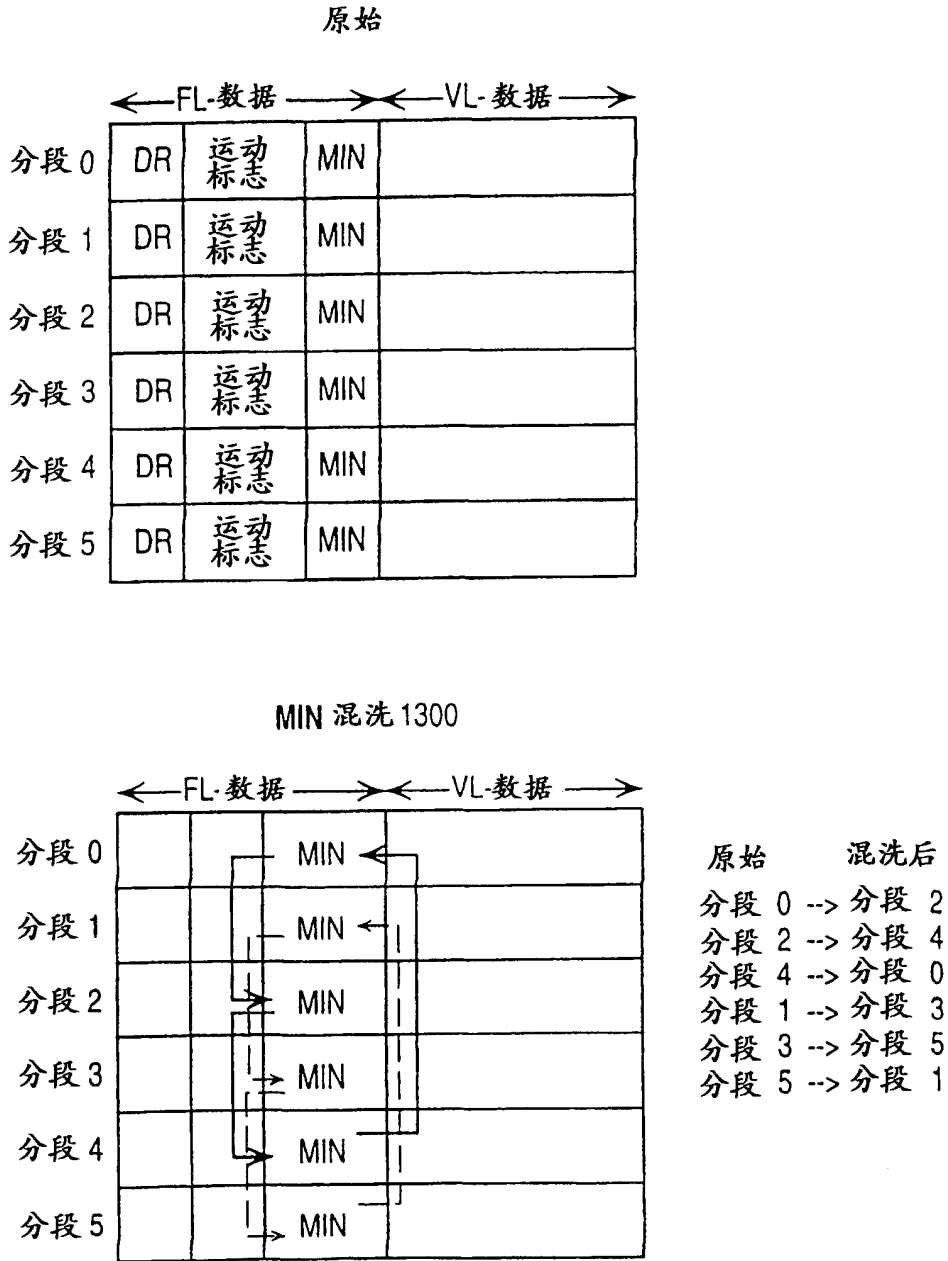 原始
FL-数据 VL-数据
分段 0 DR 运动标志 MIN
分段 1 DR 运动标志 MIN
分段 2 DR 运动标志 MIN
分段 3 DR 运动标志 MIN
分段 4 DR 运动标志 MIN
分段 5 DR 运动标志 MIN
MIN 混洗 1300
FL-数据 VL-数据
分段 0 MIN
分段 1 MIN
分段 2 MIN
分段 3 MIN
分段 4 MIN
分段 5 MIN
原始 混洗后
分段 0 --> 分段 2
分段 2 --> 分段 4
分段 4 --> 分段 0
分段 1 --> 分段 3
分段 3 --> 分段 5
分段 5 --> 分段 1